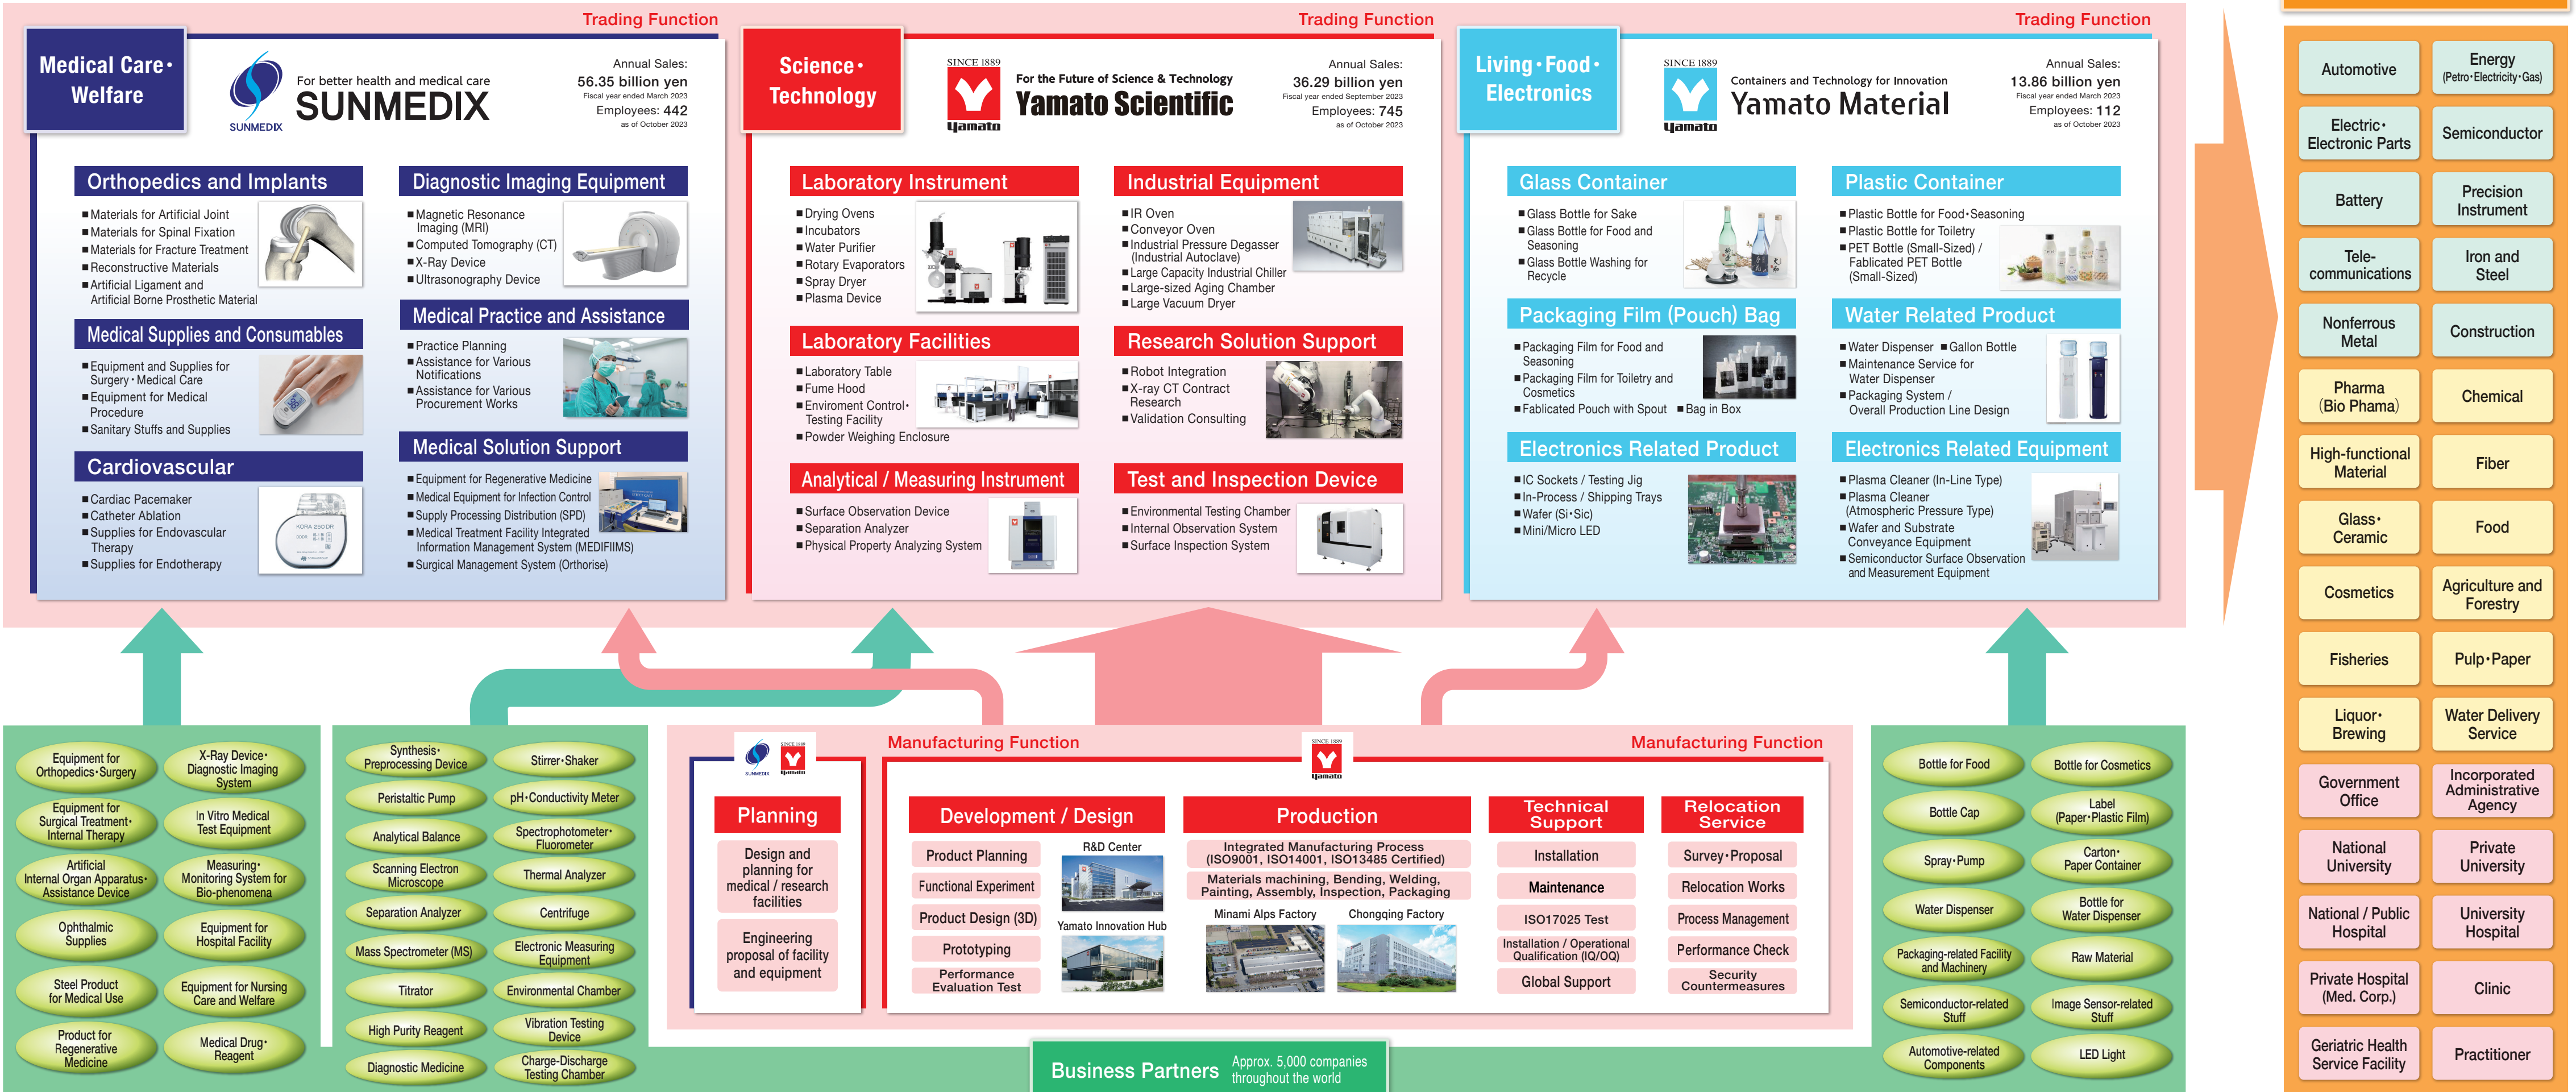 Trading Function
Medical Care・
Welfare
SUNMEDIX
For better health and medical care
SUNMEDIX
Annual Sales:
56.35 billion yen
Fiscal year ended March 2023
Employees: 442
as of October 2023
Orthopedics and Implants
■ Materials for Artificial Joint
■ Materials for Spinal Fixation
■ Materials for Fracture Treatment
■ Reconstructive Materials
■ Artificial Ligament and
Artificial Borne Prosthetic Material
Medical Supplies and Consumables
■ Equipment and Supplies for
Surgery・Medical Care
■ Equipment for Medical
Procedure
■ Sanitary Stuffs and Supplies
Cardiovascular
■ Cardiac Pacemaker
■ Catheter Ablation
■ Supplies for Endovascular
Therapy
■ Supplies for Endotherapy
KORA 250 DR
Diagnostic Imaging Equipment
■ Magnetic Resonance
Imaging (MRI)
■ Computed Tomography (CT)
■ X-Ray Device
■ Ultrasonography Device
Medical Practice and Assistance
■ Practice Planning
■ Assistance for Various
Notifications
■ Assistance for Various
Procurement Works
Medical Solution Support
■ Equipment for Regenerative Medicine
■ Medical Equipment for Infection Control
■ Supply Processing Distribution (SPD)
■ Medical Treatment Facility Integrated
Information Management System (MEDIFIIMS)
■ Surgical Management System (Orthorise)
Trading Function
Science・
Technology
SINCE 1889
Yamato
For the Future of Science & Technology
Yamato Scientific
Annual Sales:
36.29 billion yen
Fiscal year ended September 2023
Employees: 745
as of October 2023
Laboratory Instrument
■ Drying Ovens
■ Incubators
■ Water Purifier
■ Rotary Evaporators
■ Spray Dryer
■ Plasma Device
Laboratory Facilities
■ Laboratory Table
■ Fume Hood
■ Enviroment Control・
Testing Facility
■ Powder Weighing Enclosure
Analytical / Measuring Instrument
■ Surface Observation Device
■ Separation Analyzer
■ Physical Property Analyzing System
Industrial Equipment
■ IR Oven
■ Conveyor Oven
■ Industrial Pressure Degasser
(Industrial Autoclave)
■ Large Capacity Industrial Chiller
■ Large-sized Aging Chamber
■ Large Vacuum Dryer
Research Solution Support
■ Robot Integration
■ X-ray CT Contract
Research
■ Validation Consulting
Test and Inspection Device
■ Environmental Testing Chamber
■ Internal Observation System
■ Surface Inspection System
Trading Function
Living・Food・
Electronics
SINCE 1889
Yamato
Containers and Technology for Innovation
Yamato Material
Annual Sales:
13.86 billion yen
Fiscal year ended March 2023
Employees: 112
as of October 2023
Glass Container
■ Glass Bottle for Sake
■ Glass Bottle for Food and
Seasoning
■ Glass Bottle Washing for
Recycle
Packaging Film (Pouch) Bag
■ Packaging Film for Food and
Seasoning
■ Packaging Film for Toiletry and
Cosmetics
■ Fablicated Pouch with Spout ■ Bag in Box
Electronics Related Product
■ IC Sockets / Testing Jig
■ In-Process / Shipping Trays
■ Wafer (Si・Sic)
■ Mini/Micro LED
Plastic Container
■ Plastic Bottle for Food・Seasoning
■ Plastic Bottle for Toiletry
■ PET Bottle (Small-Sized) /
Fablicated PET Bottle
(Small-Sized)
Water Related Product
■ Water Dispenser ■ Gallon Bottle
■ Maintenance Service for
Water Dispenser
■ Packaging System /
Overall Production Line Design
Electronics Related Equipment
■ Plasma Cleaner (In-Line Type)
■ Plasma Cleaner
(Atmospheric Pressure Type)
■ Wafer and Substrate
Conveyance Equipment
■ Semiconductor Surface Observation
and Measurement Equipment
Automotive
Energy
(Petro・Electricity・Gas)
Electric・
Electronic Parts
Semiconductor
Battery
Precision
Instrument
Tele-
communications
Iron and
Steel
Nonferrous
Metal
Construction
Pharma
(Bio Phama)
Chemical
High-functional
Material
Fiber
Glass・
Ceramic
Food
Cosmetics
Agriculture and
Forestry
Fisheries
Pulp・Paper
Liquor・
Brewing
Water Delivery
Service
Government
Office
Incorporated
Administrative
Agency
National
University
Private
University
National / Public
Hospital
University
Hospital
Private Hospital
(Med. Corp.)
Clinic
Geriatric Health
Service Facility
Practitioner
Equipment for
Orthopedics・Surgery
X-Ray Device・
Diagnostic Imaging
System
Equipment for
Surgical Treatment・
Internal Therapy
In Vitro Medical
Test Equipment
Artificial
Internal Organ Apparatus・
Assistance Device
Measuring・
Monitoring System for
Bio-phenomena
Ophthalmic
Supplies
Equipment for
Hospital Facility
Steel Product
for Medical Use
Equipment for Nursing
Care and Welfare
Product for
Regenerative
Medicine
Medical Drug・
Reagent
Synthesis・
Preprocessing Device
Stirrer・Shaker
Peristaltic Pump
pH・Conductivity Meter
Analytical Balance
Spectrophotometer・
Fluorometer
Scanning Electron
Microscope
Thermal Analyzer
Separation Analyzer
Centrifuge
Mass Spectrometer (MS)
Electronic Measuring
Equipment
Titrator
Environmental Chamber
High Purity Reagent
Vibration Testing
Device
Diagnostic Medicine
Charge-Discharge
Testing Chamber
SUNMEDIX
SINCE 1889
Yamato
Planning
Design and
planning for
medical / research
facilities
Engineering
proposal of facility
and equipment
Manufacturing Function
SINCE 1889
Yamato
Manufacturing Function
Development / Design
Product Planning
Functional Experiment
Product Design (3D)
Prototyping
Performance
Evaluation Test
R&D Center
Yamato Innovation Hub
Production
Integrated Manufacturing Process
(ISO9001, ISO14001, ISO13485 Certified)
Materials machining, Bending, Welding,
Painting, Assembly, Inspection, Packaging
Minami Alps Factory
Chongqing Factory
Technical
Support
Installation
Maintenance
ISO17025 Test
Installation / Operational
Qualification (IQ/OQ)
Global Support
Relocation
Service
Survey・Proposal
Relocation Works
Process Management
Performance Check
Security
Countermeasures
Bottle for Food
Bottle for Cosmetics
Bottle Cap
Label
(Paper・Plastic Film)
Spray・Pump
Carton・
Paper Container
Water Dispenser
Bottle for
Water Dispenser
Packaging-related Facility
and Machinery
Raw Material
Semiconductor-related
Stuff
Image Sensor-related
Stuff
Automotive-related
Components
LED Light
Business Partners
Approx. 5,000 companies
throughout the world